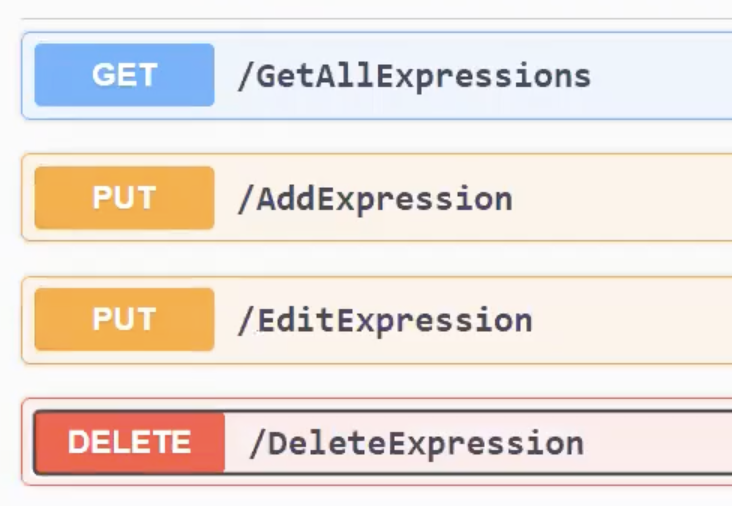 GET /GetAllExpressions
PUT /AddExpression
PUT /EditExpression
DELETE /DeleteExpression